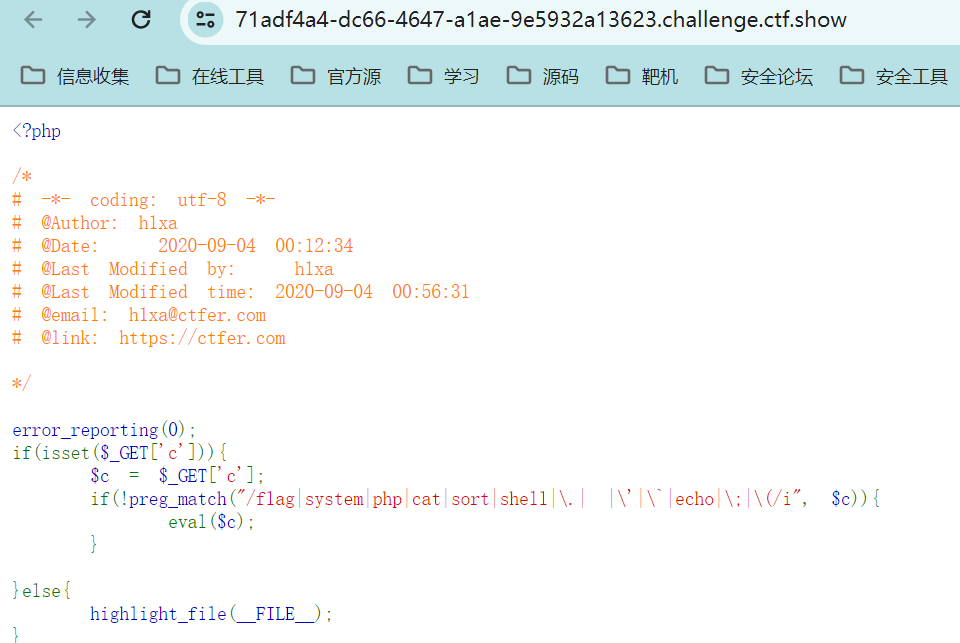 71adf4a4-dc66-4647-a1ae-9e5932a13623.challenge.ctf.show
信息收集 在线工具 官方源 学习 源码 靶机 安全论坛 安全工具
<?php
/*
# -*- coding: utf-8 -*-
# @Author: h1xa
# @Date: 2020-09-04 00:12:34
# @Last Modified by: h1xa
# @Last Modified time: 2020-09-04 00:56:31
# @email: h1xa@ctfer.com
# @link: https://ctfer.com
*/
error_reporting(0);
if(isset($_GET['c'])){
$c = $_GET['c'];
if(!preg_match("/flag|system|php|cat|sort|shell|\.| |\'|\`|echo|\;|\(/i", $c)){
eval($c);
}
}else{
highlight_file(__FILE__);
}